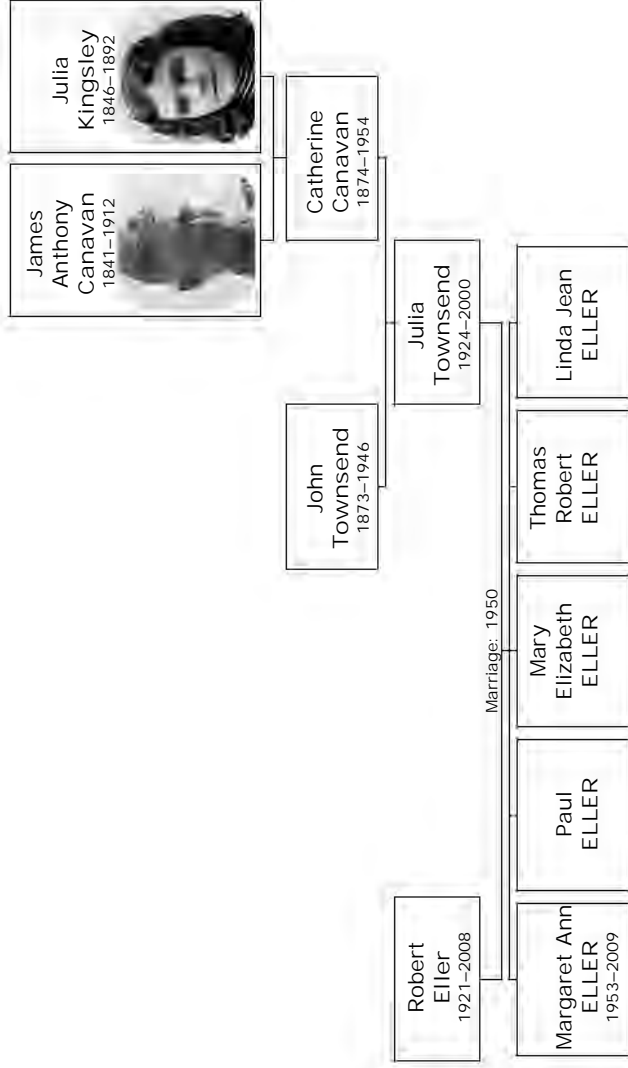 James
Anthony
Canavan
1841–1912
Julia
Kingsley
1846–1892
John
Townsend
1873–1946
Catherine
Canavan
1874–1954
Robert
Eller
1921–2008
Julia
Townsend
1924–2000
Marriage: 1950
Margaret Ann
ELLER
1953–2009
Paul
ELLER
Mary
Elizabeth
ELLER
Thomas
Robert
ELLER
Linda Jean
ELLER